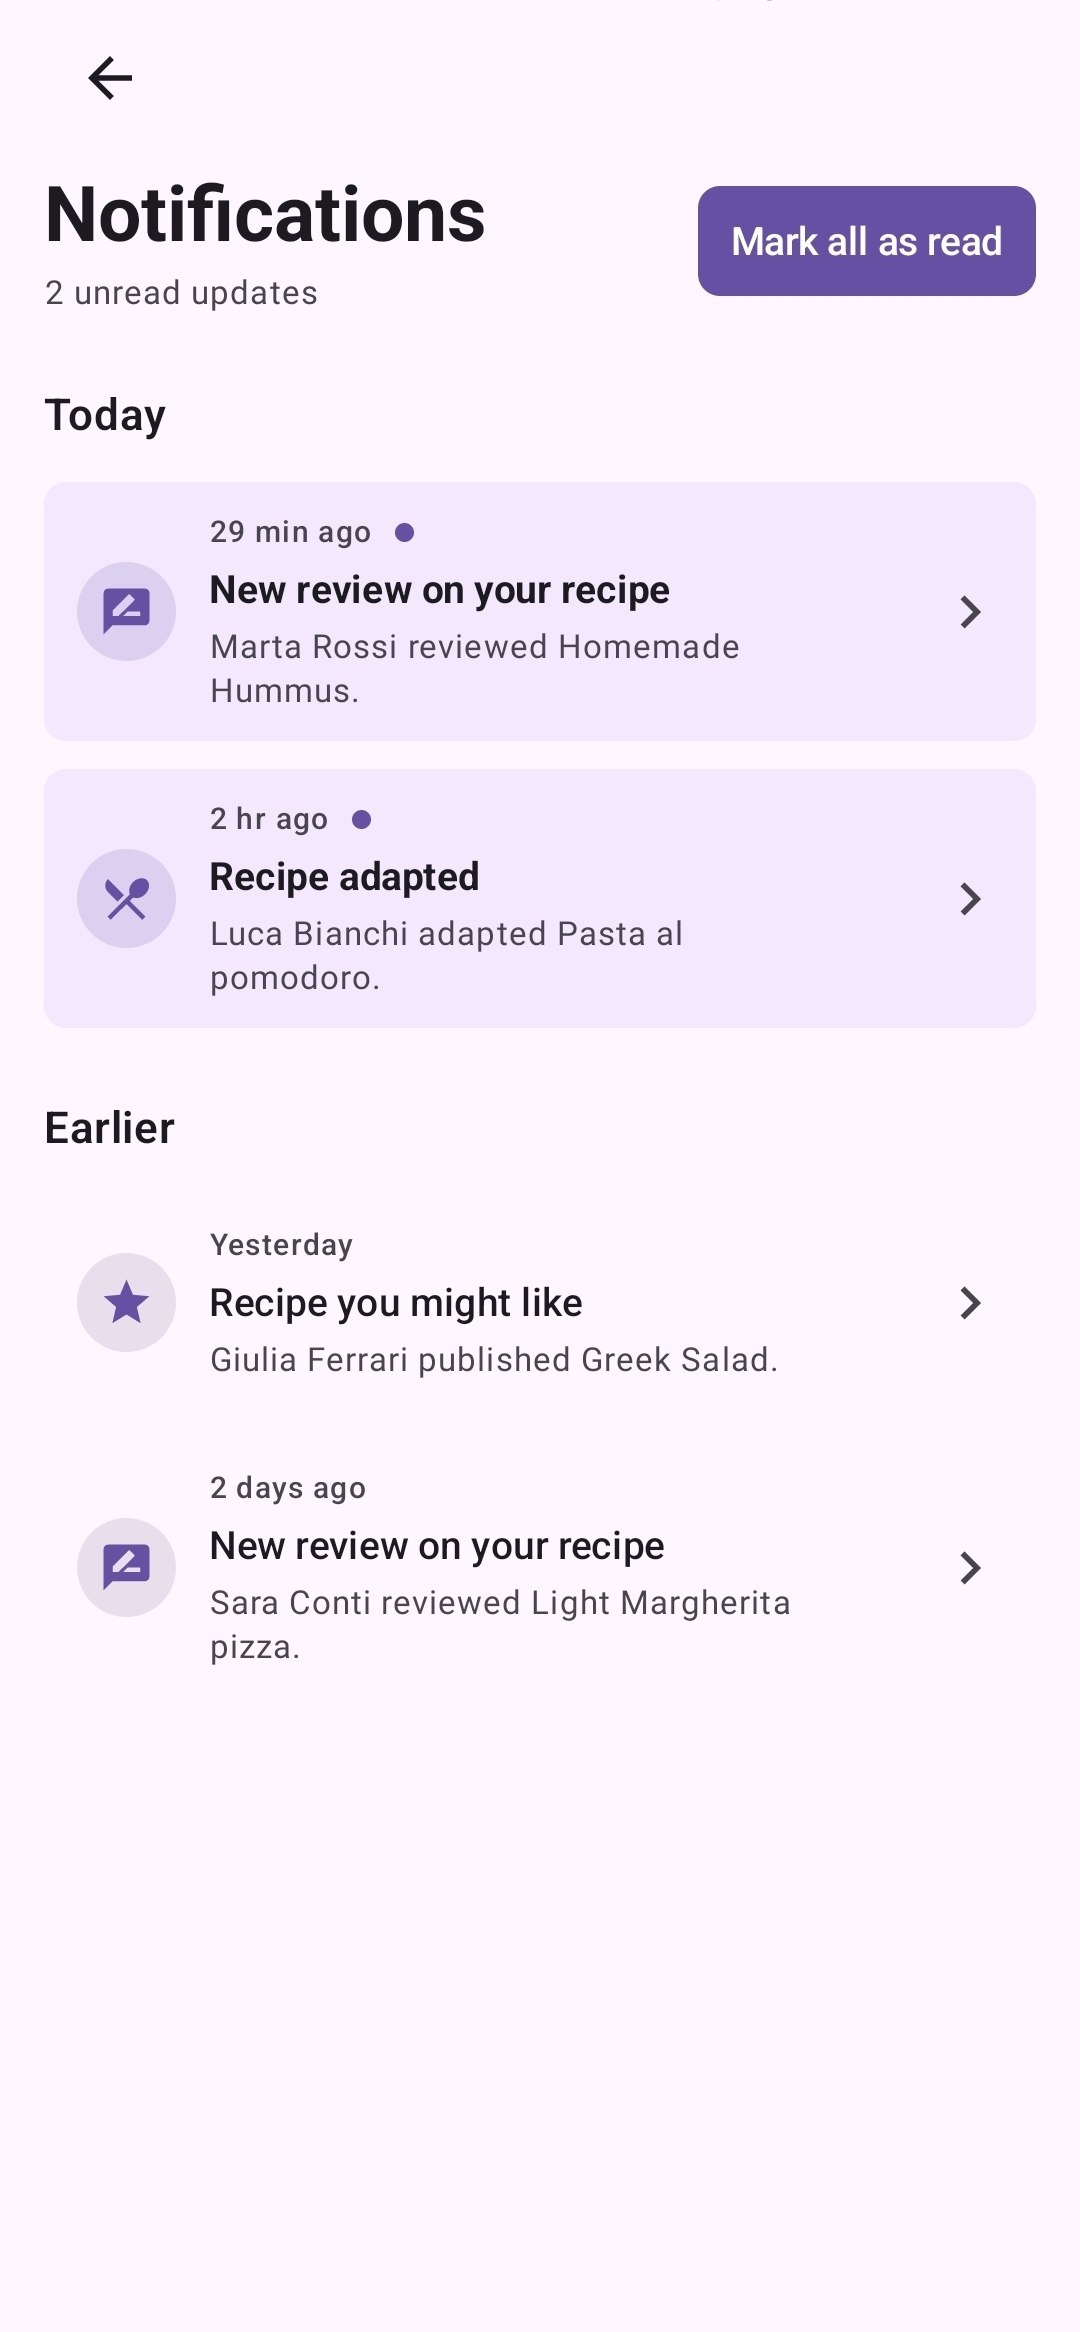 Notifications
2 unread updates
Mark all as read
Today
29 min ago
New review on your recipe
Marta Rossi reviewed Homemade
Hummus.
2 hr ago
Recipe adapted
Luca Bianchi adapted Pasta al
pomodoro.
Earlier
Yesterday
Recipe you might like
Giulia Ferrari published Greek Salad.
2 days ago
New review on your recipe
Sara Conti reviewed Light Margherita
pizza.